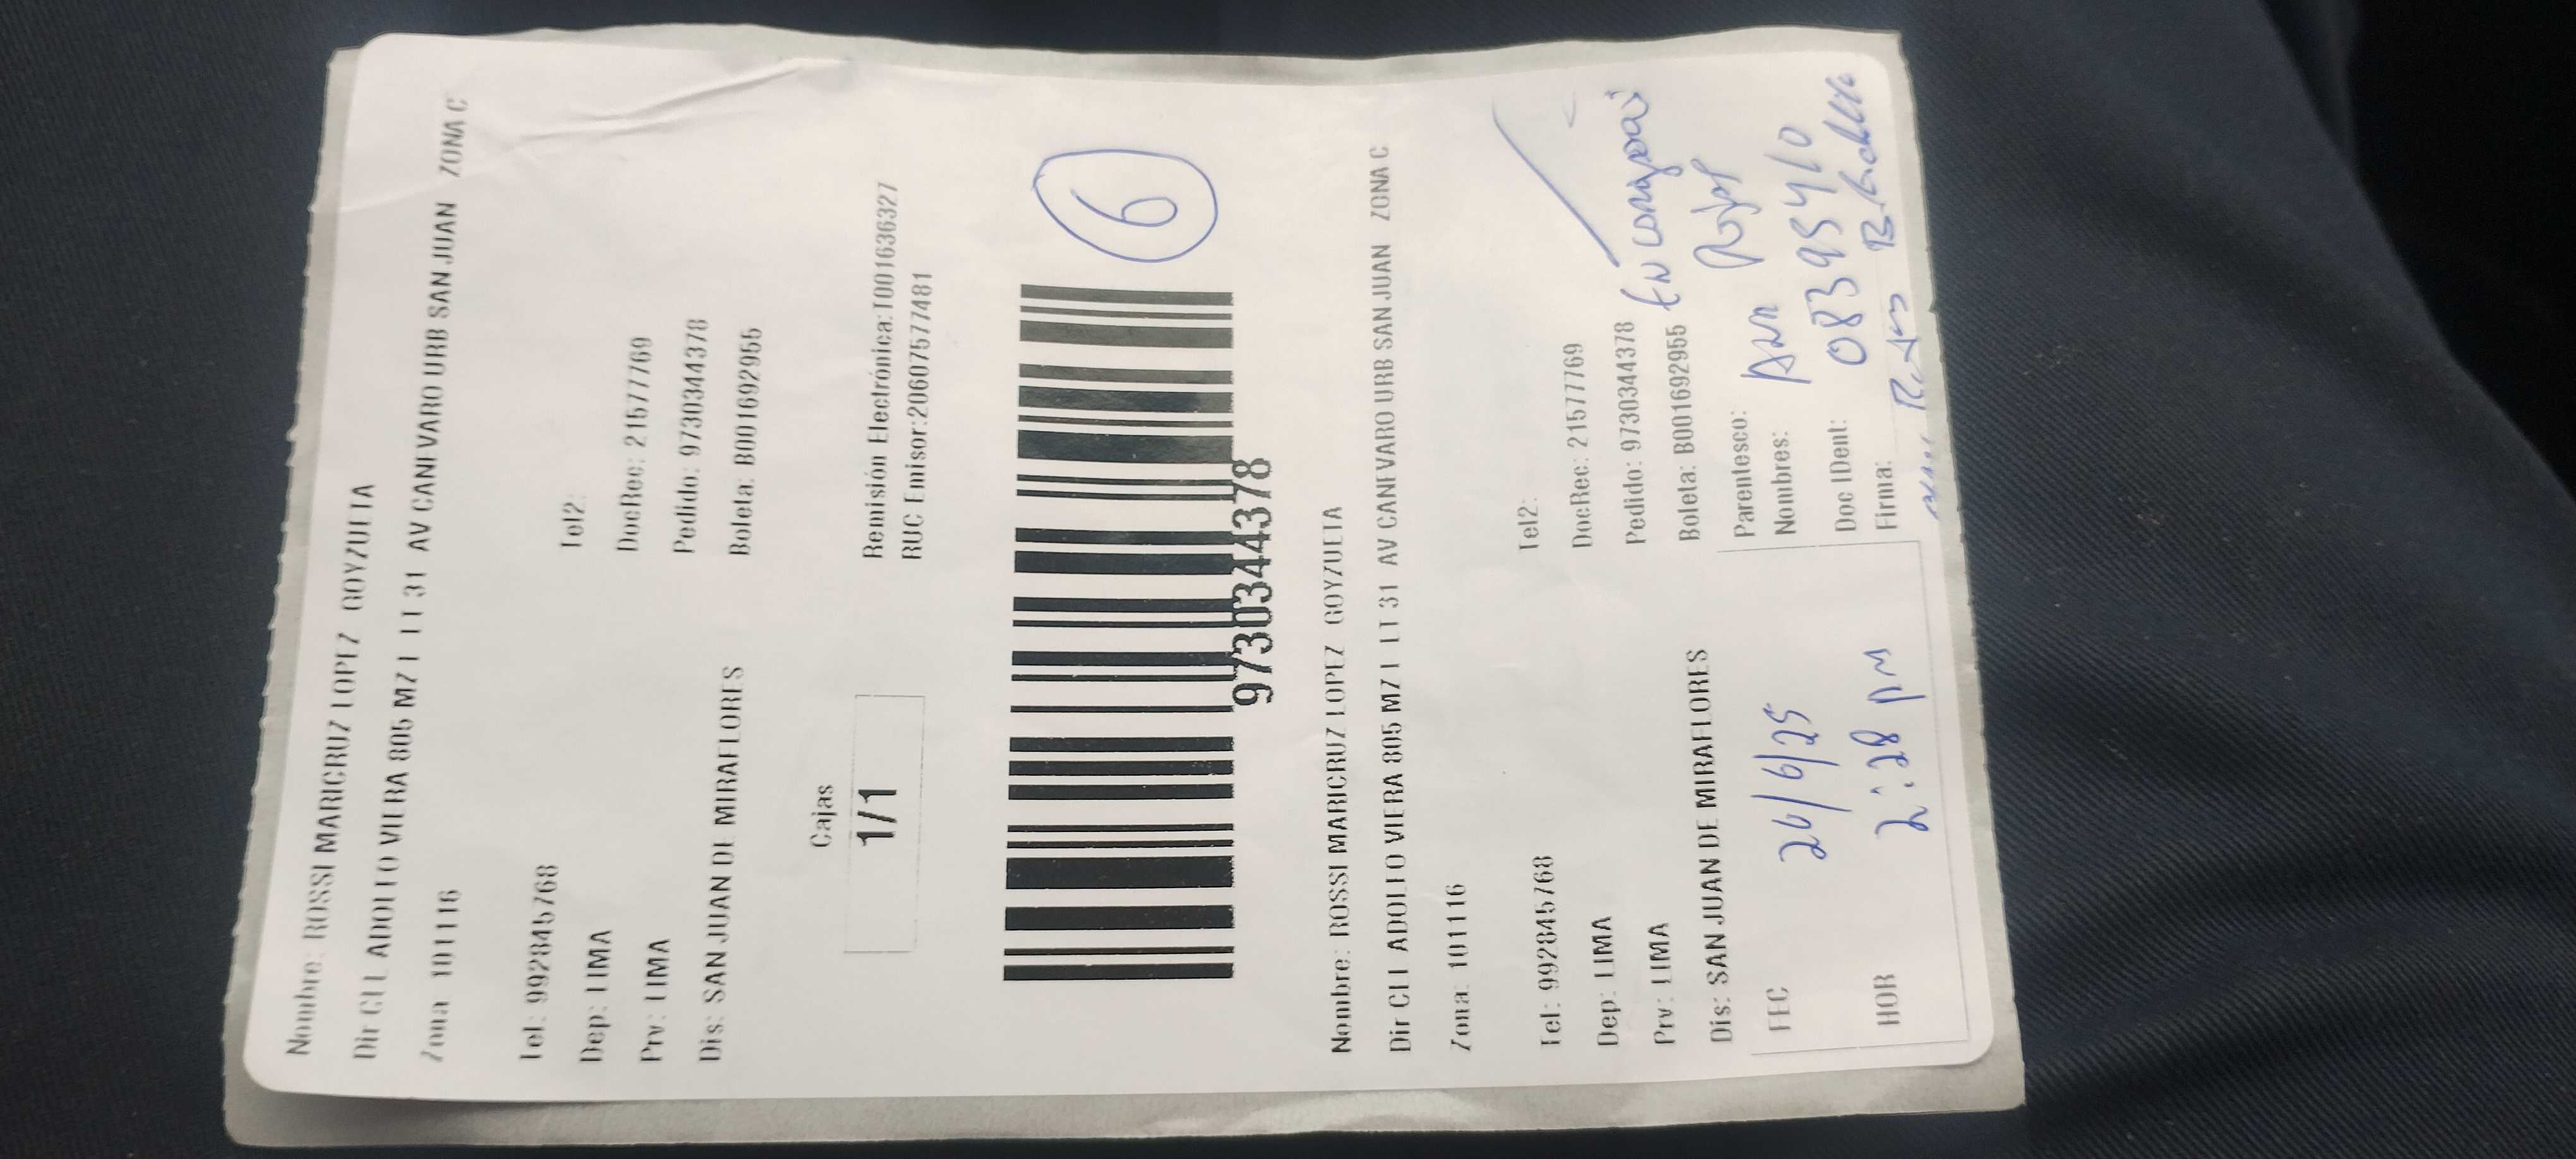 Nombre: ROSSI MARICRUZ LOPEZ GOYZUETA
Dir CLL ADOLFO VIERA 805 MZ I LT 31 AV CANEVARO URB SAN JUAN ZONA C
Zona 101116
Tel: 992845768
Tel2:
Dep: LIMA
DocRec: 21577769
Prv: LIMA
Pedido: 9730344378
Dis: SAN JUAN DE MIRAFLORES
Boleta: B001692955
Cajas
1/1
Remisión Electrónica: T001636327
RUC Emisor:20607577481
6
9730344378
Nombre: ROSSI MARICRUZ LOPEZ GOYZUETA
Dir CLL ADOLFO VIERA 805 MZ I LT 31 AV CANEVARO URB SAN JUAN ZONA C
Zona: 101116
Tel: 992845768
Tel2:
Dep: LIMA
DocRec: 21577769
Prv: LIMA
Pedido: 9730344378
Dis: SAN JUAN DE MIRAFLORES
Boleta: B001692955
FEC 26/6/25
Parentesco:
Nombres:
HOR 2:28 PM
Doc IDent: 08395410
Firma: